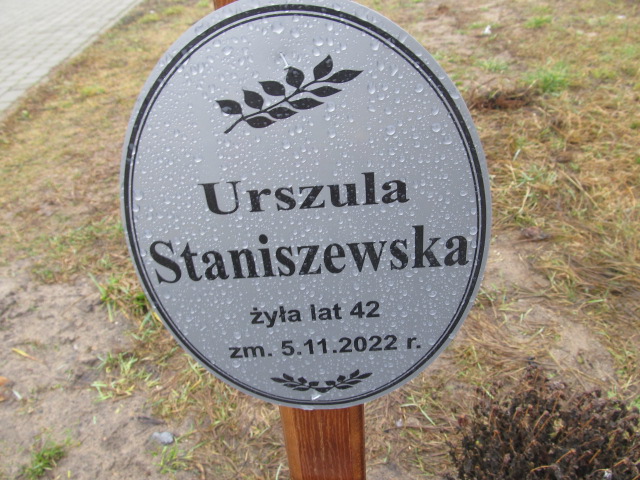 Urszula
Staniszewska
żyła lat 42
zm. 5.11.2022 r.